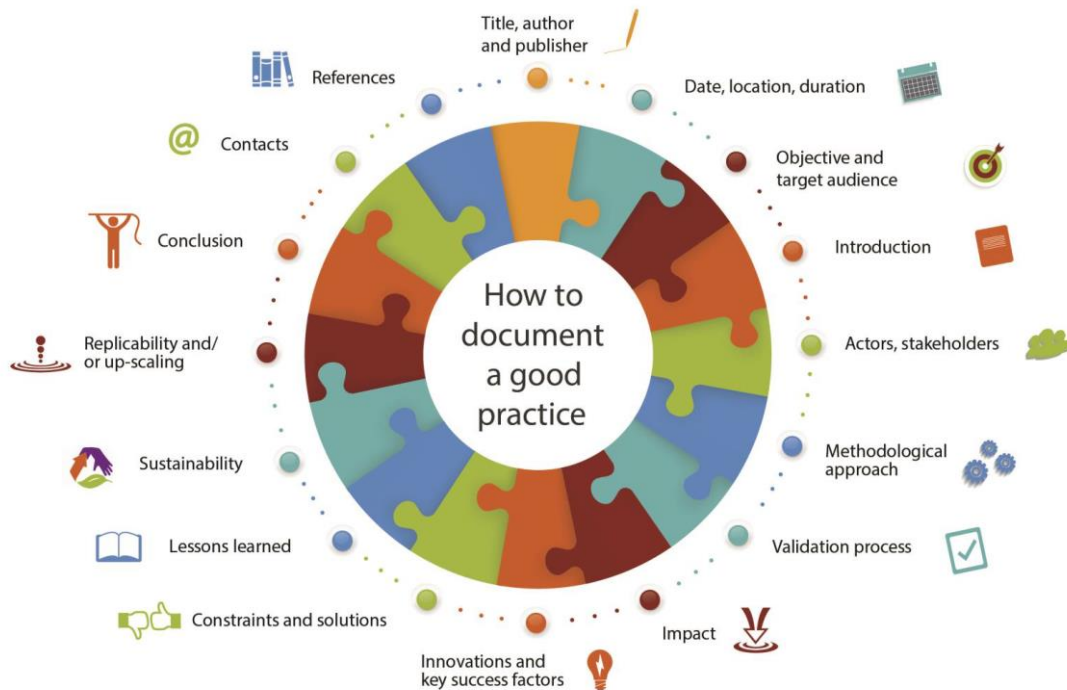 How to
document
a good
practice
Title, author
and publisher
Date, location, duration
Objective and
target audience
Introduction
Actors, stakeholders
Methodological
approach
Validation process
Impact
Innovations and
key success factors
Constraints and solutions
Lessons learned
Sustainability
Replicability and/
or up-scaling
Conclusion
@
Contacts
References